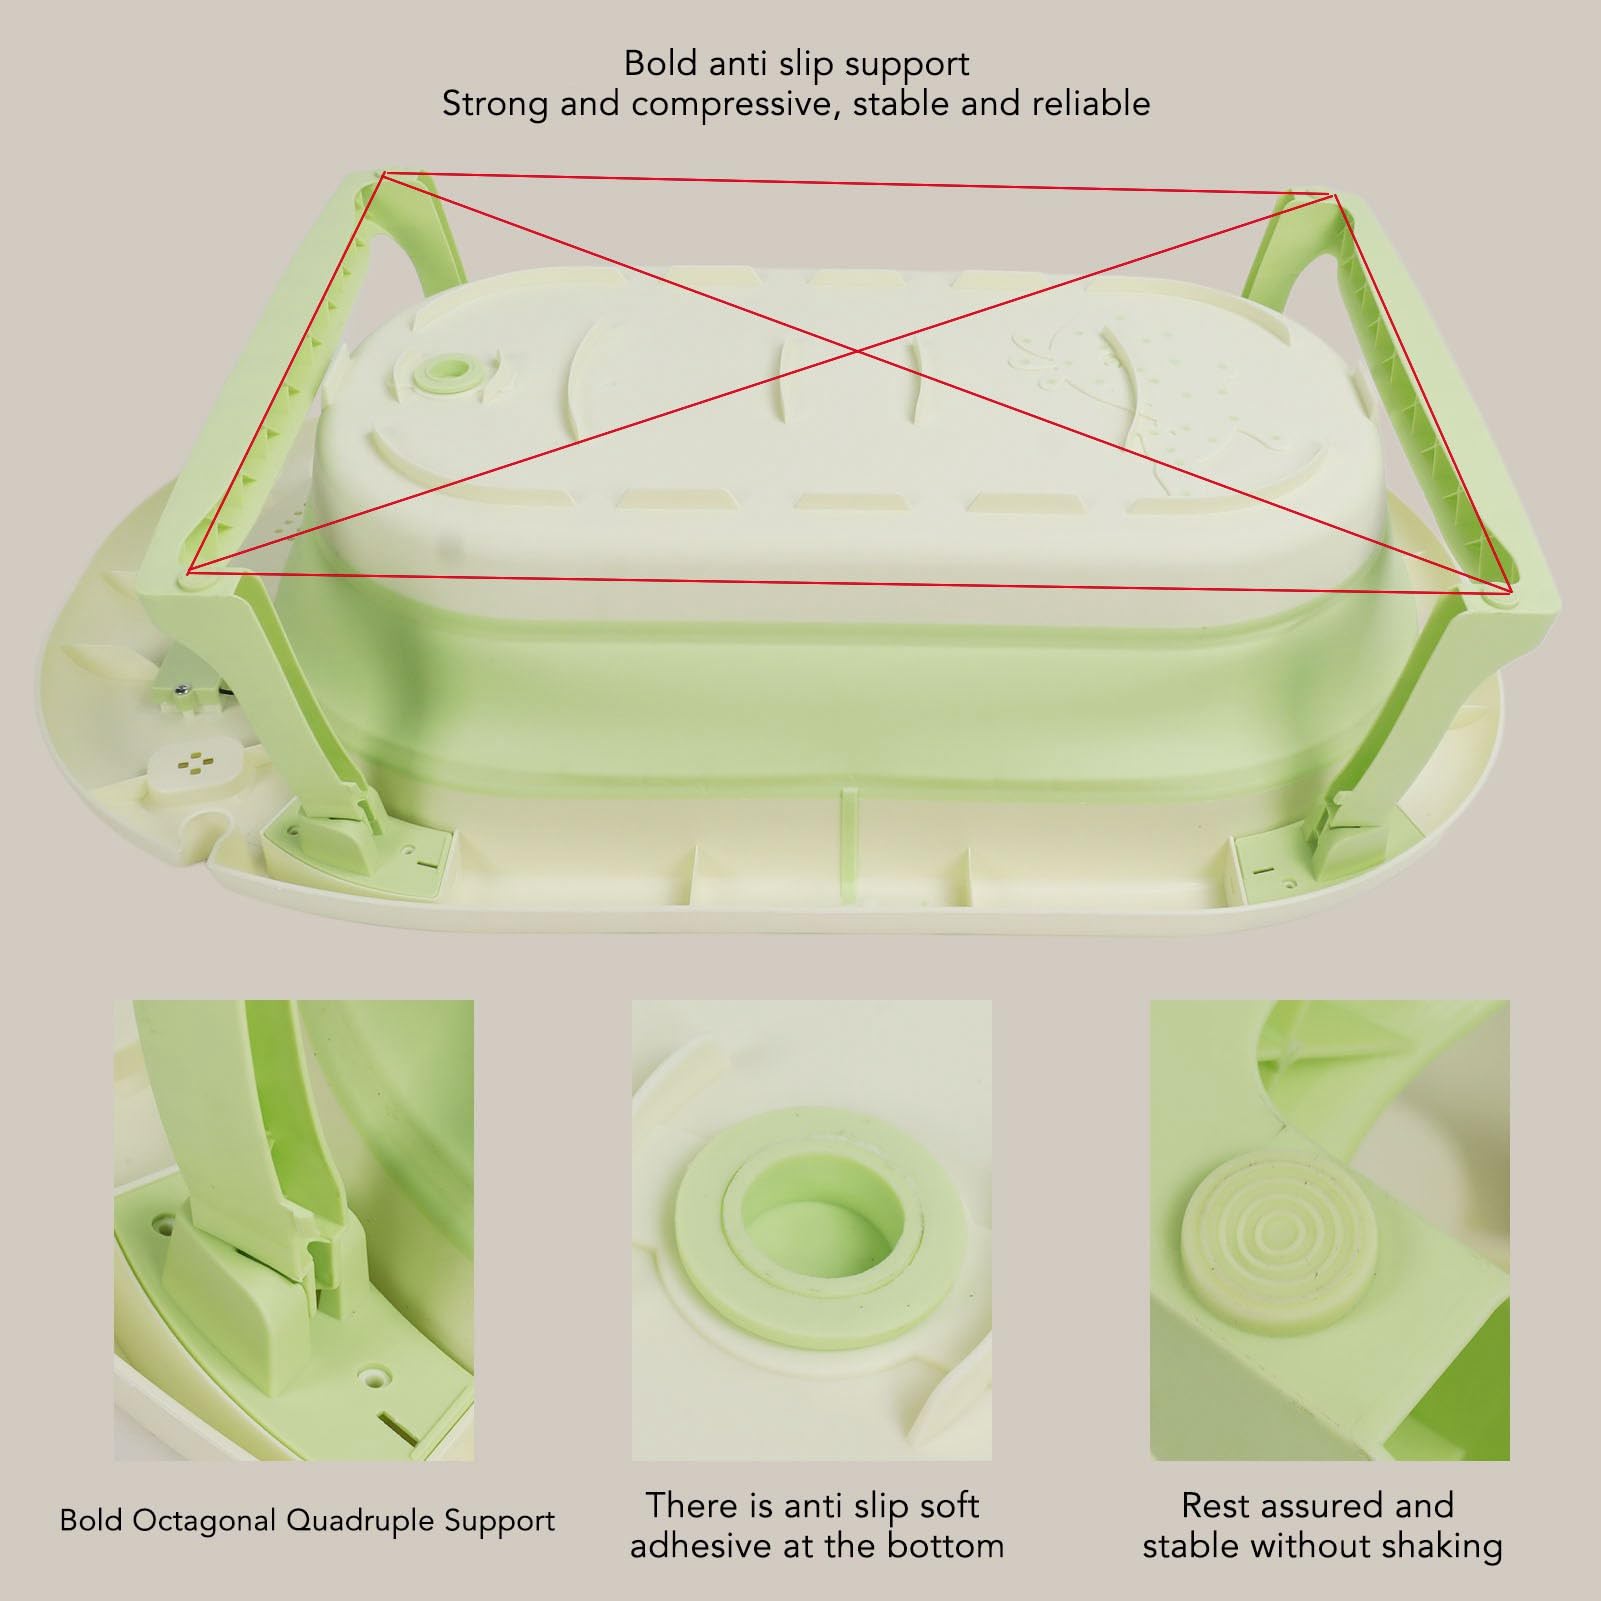 Bold anti slip support
Strong and compressive, stable and reliable
Bold Octagonal Quadruple Support
There is anti slip soft
adhesive at the bottom
Rest assured and
stable without shaking